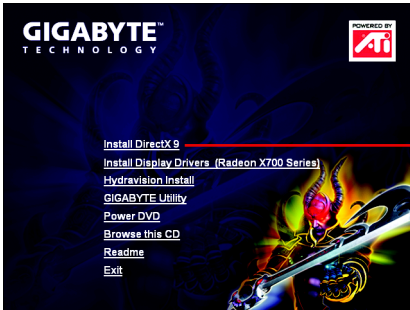 GIGABYTE™
TECHNOLOGY
POWERED BY
ATi
Install DirectX 9
Install Display Drivers (Radeon X700 Series)
Hydravision Install
GIGABYTE Utility
Power DVD
Browse this CD
Readme
Exit